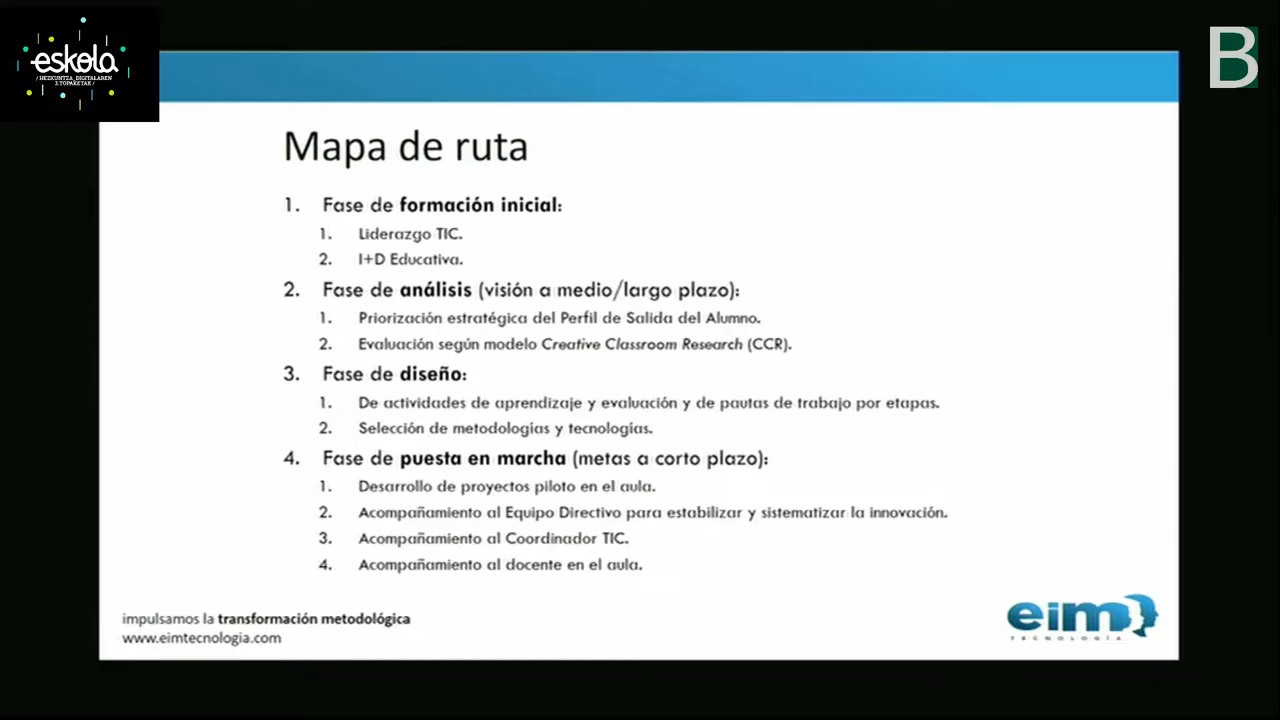 eskola
/ HEZKUNTZA_DIGITALAREN
3.TOPAKETAK /
B
Mapa de ruta
1. Fase de formación inicial:
1. Liderazgo TIC.
2. I+D Educativa.
2. Fase de análisis (visión a medio/largo plazo):
1. Priorización estratégica del Perfil de Salida del Alumno.
2. Evaluación según modelo Creative Classroom Research (CCR).
3. Fase de diseño:
1. De actividades de aprendizaje y evaluación y de pautas de trabajo por etapas.
2. Selección de metodologías y tecnologías.
4. Fase de puesta en marcha (metas a corto plazo):
1. Desarrollo de proyectos piloto en el aula.
2. Acompañamiento al Equipo Directivo para estabilizar y sistematizar la innovación.
3. Acompañamiento al Coordinador TIC.
4. Acompañamiento al docente en el aula.
impulsamos la transformación metodológica
www.eimtecnologia.com
eim
TECNOLOGÍA